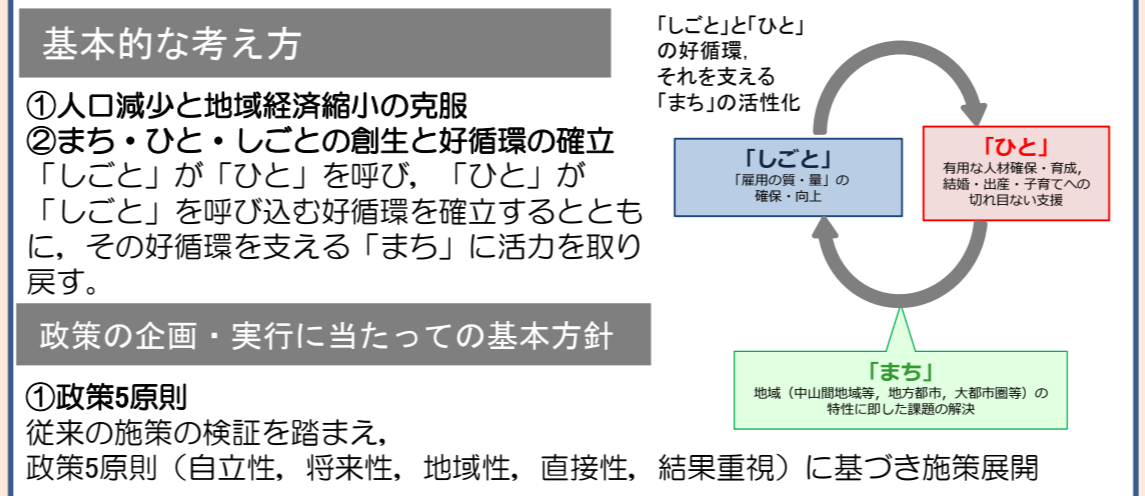 基本的な考え方
①人口減少と地域経済縮小の克服
②まち・ひと・しごとの創生と好循環の確立
「しごと」が「ひと」を呼び，「ひと」が
「しごと」を呼び込む好循環を確立するととも
に，その好循環を支える「まち」に活力を取り
戻す。
「しごと」と「ひと」
の好循環，
それを支える
「まち」の活性化
「しごと」
「雇用の質・量」の
確保・向上
「ひと」
有用な人材確保・育成，
結婚・出産・子育てへの
切れ目ない支援
「まち」
地域（中山間地域等，地方都市，大都市圏等）の
特性に即した課題の解決
政策の企画・実行に当たっての基本方針
①政策5原則
従来の施策の検証を踏まえ，
政策5原則（自立性，将来性，地域性，直接性，結果重視）に基づき施策展開